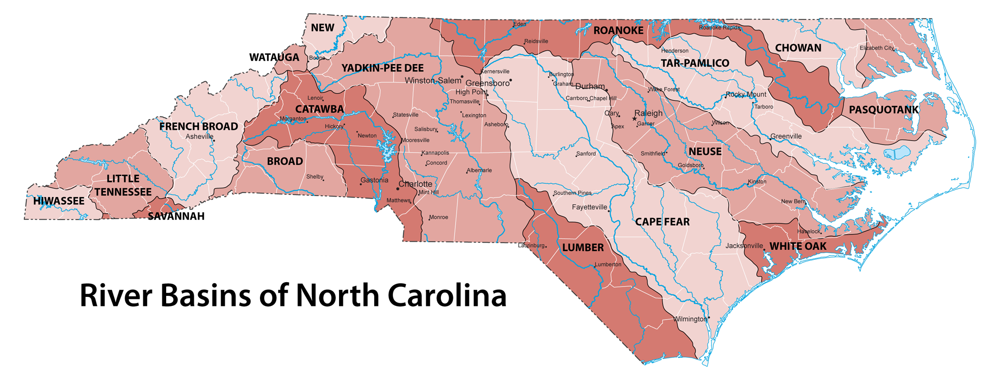 NEW
Eden
ROANOKE
Roanoke Rapids
Reidsville
CHOWAN
Elizabeth City
WATAUGA
Boone
Henderson
TAR-PAMLICO
YADKIN-PEE DEE
Kernersville
Burlington
Winston-Salem
Greensboro
Graham
Durham
Wake Forest
High Point
Rocky Mount
Lenoir
Thomasville
Carrboro
Chapel Hill
Tarboro
CATAWBA
PASQUOTANK
Morganton
Statesville
Lexington
Cary
Raleigh
Hickory
Asheboro
Apex
Garner
Wilson
FRENCH BROAD
Asheville
Salisbury
Newton
Mooresville
Greenville
Kannapolis
Sanford
Smithfield
NEUSE
BROAD
Concord
Goldsboro
Albemarle
LITTLE
TENNESSEE
Shelby
Gastonia
Charlotte
Kinston
Mint Hill
Southern Pines
HIWASSEE
Matthews
Fayetteville
New Bern
SAVANNAH
Monroe
CAPE FEAR
Havelock
Laurinburg
LUMBER
Jacksonville
WHITE OAK
Lumberton
River Basins of North Carolina
Wilmington